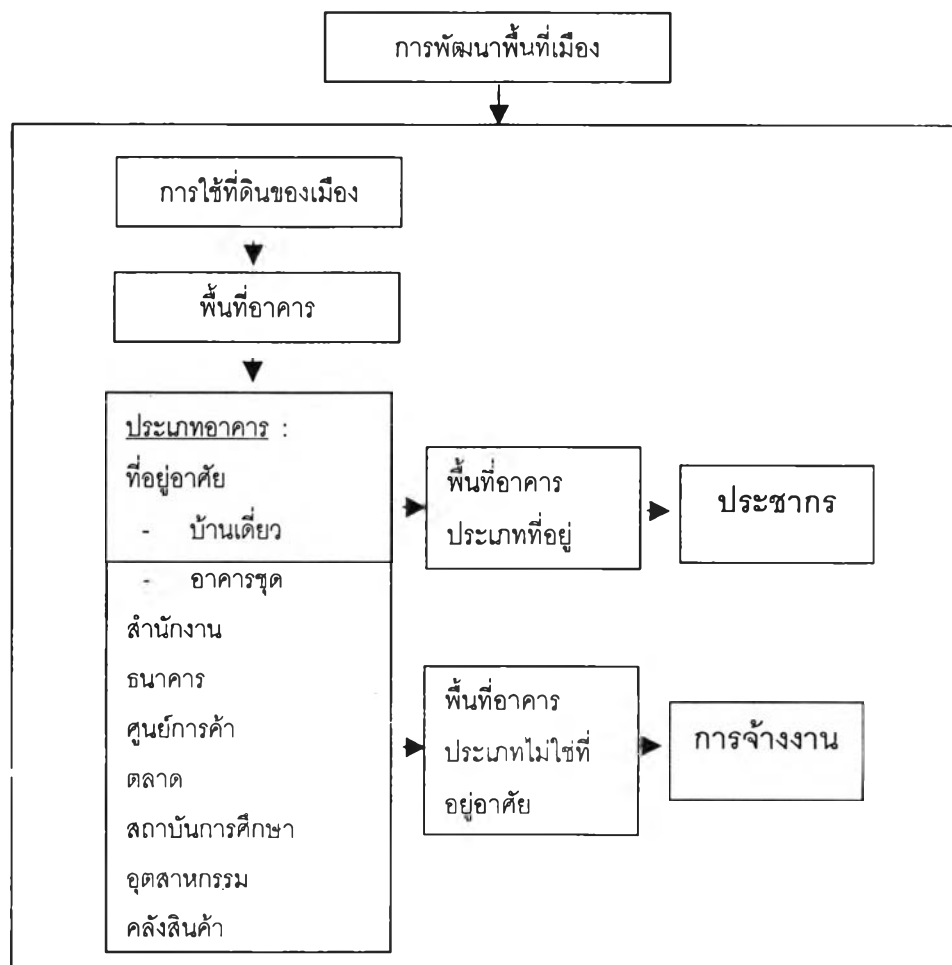 การพัฒนาพื้นที่เมือง
การใช้ที่ดินของเมือง
พื้นที่อาคาร
ประเภทอาคาร :
ที่อยู่อาศัย
- บ้านเดี่ยว
- อาคารชุด
สำนักงาน
ธนาคาร
ศูนย์การค้า
ตลาด
สถาบันการศึกษา
อุตสาหกรรม
คลังสินค้า
พื้นที่อาคาร
ประเภทที่อยู่
ประชากร
พื้นที่อาคาร
ประเภทไม่ใช่ที่
อยู่อาศัย
การจ้างงาน